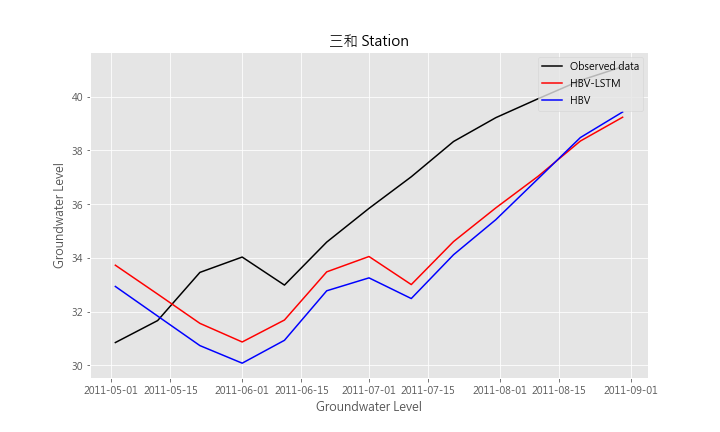 三和 Station
Observed data
HBV-LSTM
HBV
Groundwater Level
40
38
36
34
32
30
2011-05-01 2011-05-15 2011-06-01 2011-06-15 2011-07-01 2011-07-15 2011-08-01 2011-08-15 2011-09-01
Groundwater Level